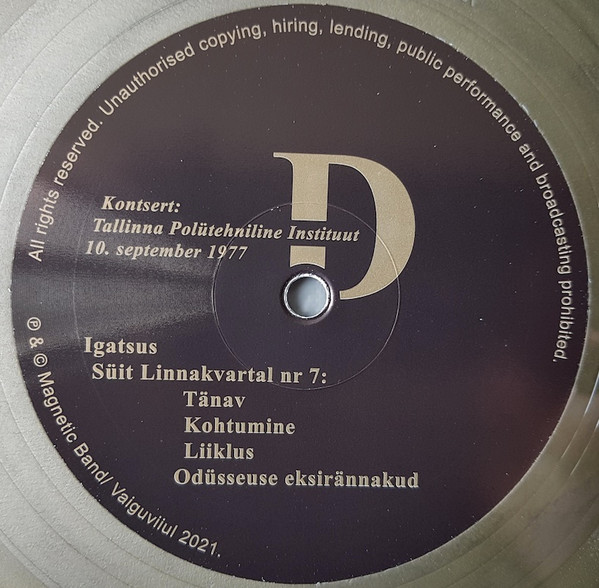 All rights reserved. Unauthorised copying, hiring, lending, public performance and broadcasting prohibited.
D
Kontsert:
Tallinna Polütehniline Instituut
10. september 1977
Igatsus
Süit Linnakvartal nr 7:
Tänav
Kohtumine
Liiklus
Odüsseuse eksirännakud
℗ & © Magnetic Band/ Vaiguviiul 2021.